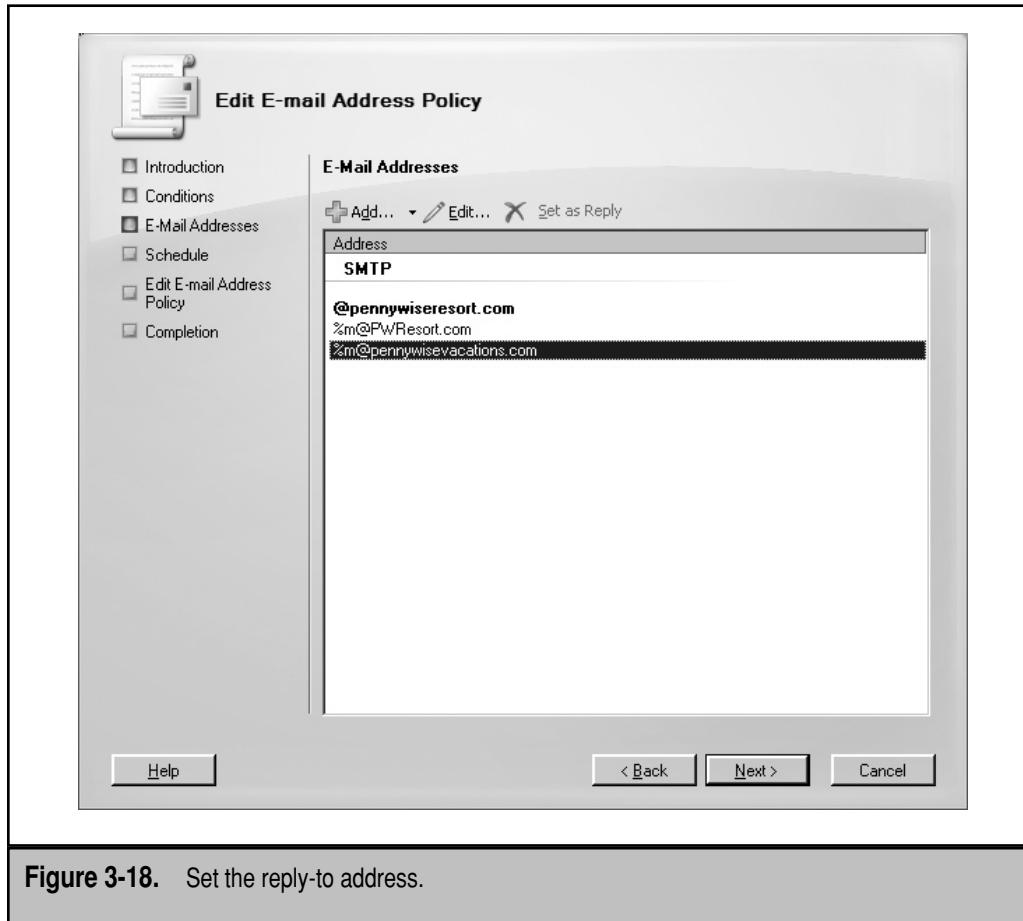 Edit E-mail Address Policy
Introduction
Conditions
E-Mail Addresses
Schedule
Edit E-mail Address
Policy
Completion
E-Mail Addresses
Add... Edit... Set as Reply
Address
SMTP
@pennywiseresort.com
%m@PWResort.com
%m@pennywisevacations.com
Help
< Back
Next >
Cancel
Figure 3-18. Set the reply-to address.